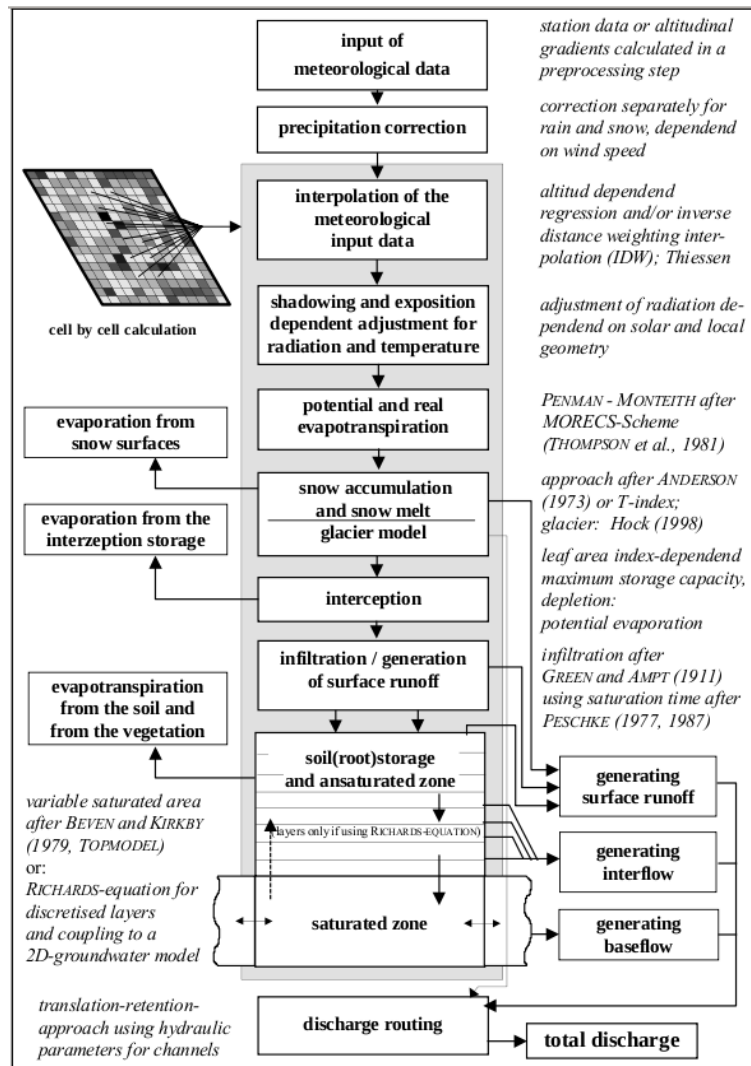 input of
meteorological data
station data or altitudinal
gradients calculated in a
preprocessing step
precipitation correction
correction separately for
rain and snow, dependend
on wind speed
cell by cell calculation
interpolation of the
meteorological
input data
altitud dependend
regression and/or inverse
distance weighting inter-
polation (IDW); Thiessen
shadowing and exposition
dependent adjustment for
radiation and temperature
adjustment of radiation de-
pendend on solar and local
geometry
potential and real
evapotranspiration
PENMAN - MONTEITH after
MORECS-Scheme
(THOMPSON et al., 1981)
evaporation from
snow surfaces
snow accumulation
and snow melt
glacier model
approach after ANDERSON
(1973) or T-index;
glacier: Hock (1998)
evaporation from the
interzeption storage
interception
leaf area index-dependend
maximum storage capacity,
depletion:
potential evaporation
infiltration / generation
of surface runoff
infiltration after
GREEN and AMPT (1911)
using saturation time after
PESCHKE (1977, 1987)
evapotranspiration
from the soil and
from the vegetation
soil(root)storage
and ansaturated zone
(layers only if using RICHARDS-EQUATION)
generating
surface runoff
variable saturated area
after BEVEN and KIRKBY
(1979, TOPMODEL)
or:
RICHARDS-equation for
discretised layers
and coupling to a
2D-groundwater model
generating
interflow
saturated zone
generating
baseflow
translation-retention-
approach using hydraulic
parameters for channels
discharge routing
total discharge